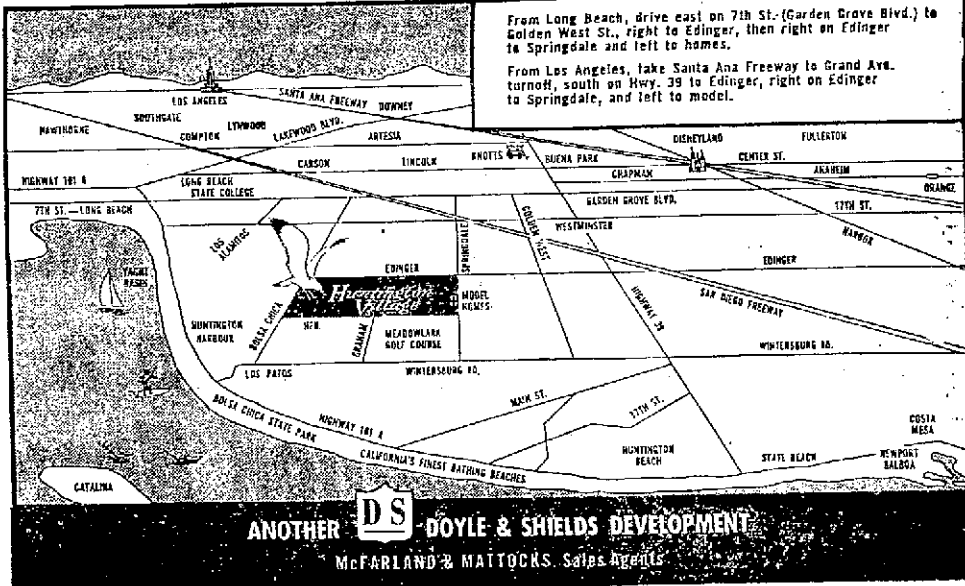 From Long Beach, drive east on 7th St. (Garden Grove Blvd.) to
Golden West St., right to Edinger, then right on Edinger
to Springdale and left to homes.
From Los Angeles, take Santa Ana Freeway to Grand Ave.
turnoff, south on Hwy. 39 to Edinger, right on Edinger
to Springdale, and left to model.
LOS ANGELES
SANTA ANA FREEWAY
DOWNEY
SOUTHGATE
HAWTHORNE
COMPTON
LYNWOOD
LAKEWOOD BLVD.
ARTESIA
DISNEYLAND
FULLERTON
CARSON
LINCOLN
KNOTTS
BUENA PARK
CENTER ST.
CHAPMAN
ANAHEIM
HIGHWAY 101 A
LONG BEACH
STATE COLLEGE
ORANGE
GARDEN GROVE BLVD.
7TH ST.—LONG BEACH
17TH ST.
WESTMINSTER
LOS
ALAMITOS
SPRINGDALE
GOLDEN WEST
HARBOR
EDINGER
EDINGER
YACHT
BASES
Huntington
Village
MODEL
HOMES
SAN DIEGO FREEWAY
HIGHWAY 39
BOLSA CHICA
HUNTINGTON
HARBOUR
HEIL
GRAHAM
MEADOWLARK
GOLF COURSE
WINTERSBURG RD.
LOS PATOS
WINTERSBURG RD.
BOLSA CHICA STATE PARK
HIGHWAY 101 A
MAIN ST.
17TH ST.
CALIFORNIA'S FINEST BATHING BEACHES
HUNTINGTON
BEACH
STATE BEACH
COSTA
MESA
NEWPORT
BALBOA
CATALINA
ANOTHER DS DOYLE & SHIELDS DEVELOPMENT
McFARLAND & MATTOCKS, Sales Agents